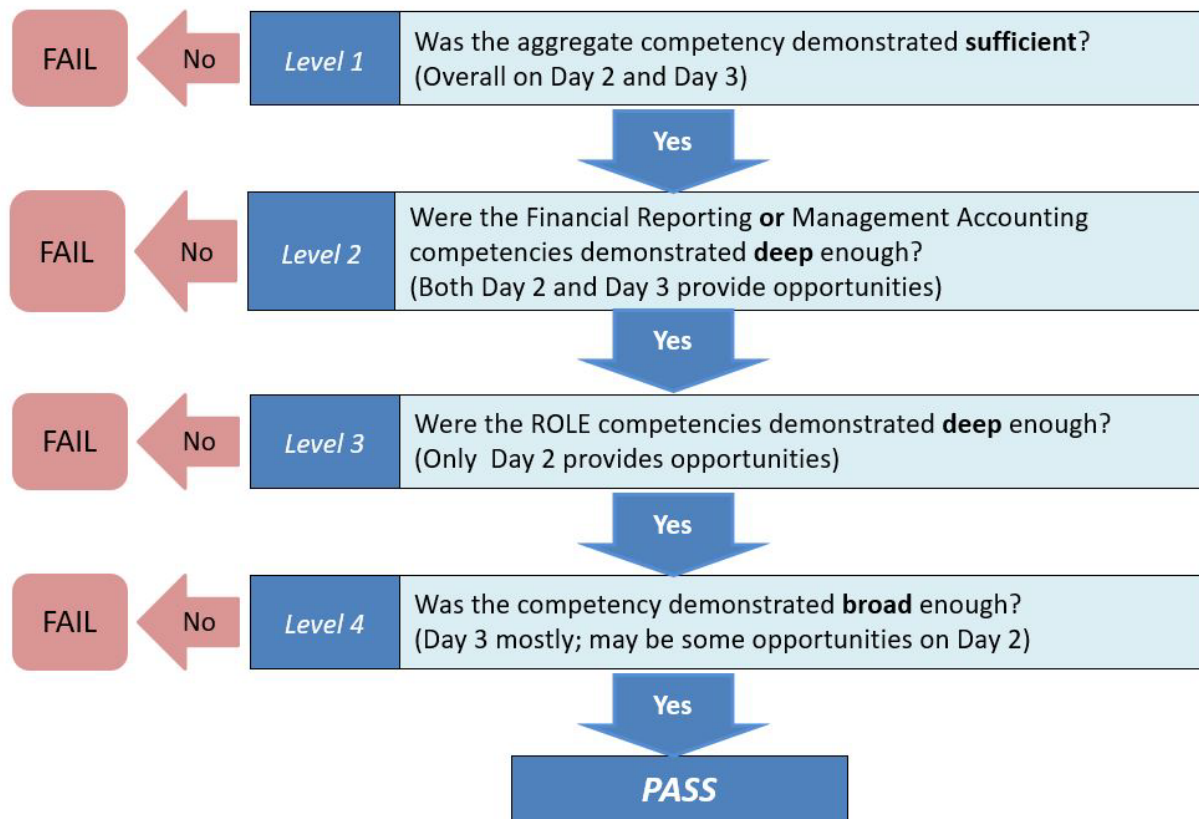 FAIL
No
Level 1
Was the aggregate competency demonstrated sufficient?
(Overall on Day 2 and Day 3)
Yes
FAIL
No
Level 2
Were the Financial Reporting or Management Accounting
competencies demonstrated deep enough?
(Both Day 2 and Day 3 provide opportunities)
Yes
FAIL
No
Level 3
Were the ROLE competencies demonstrated deep enough?
(Only  Day 2 provides opportunities)
Yes
FAIL
No
Level 4
Was the competency demonstrated broad enough?
(Day 3 mostly; may be some opportunities on Day 2)
Yes
PASS